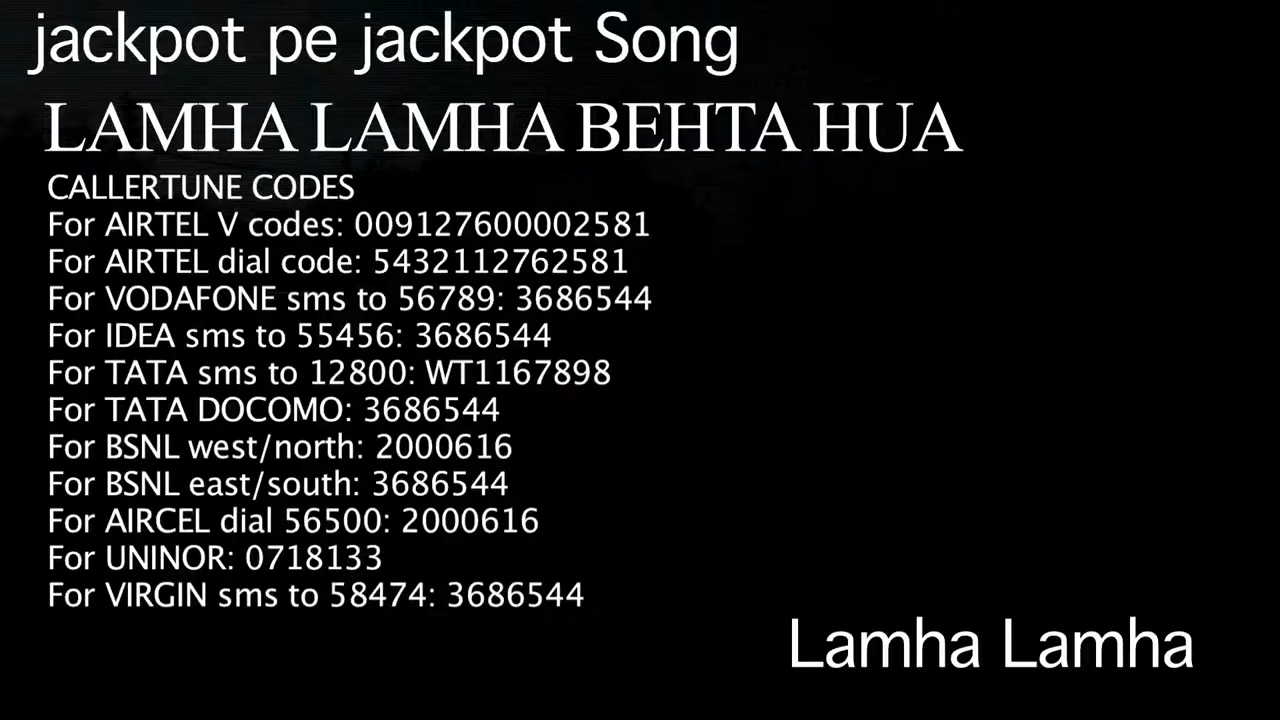 jackpot pe jackpot Song
LAMHA LAMHA BEHTA HUA
CALLERTUNE CODES
For AIRTEL V codes: 009127600002581
For AIRTEL dial code: 5432112762581
For VODAFONE sms to 56789: 3686544
For IDEA sms to 55456: 3686544
For TATA sms to 12800: WT1167898
For TATA DOCOMO: 3686544
For BSNL west/north: 2000616
For BSNL east/south: 3686544
For AIRCEL dial 56500: 2000616
For UNINOR: 0718133
For VIRGIN sms to 58474: 3686544
Lamha Lamha